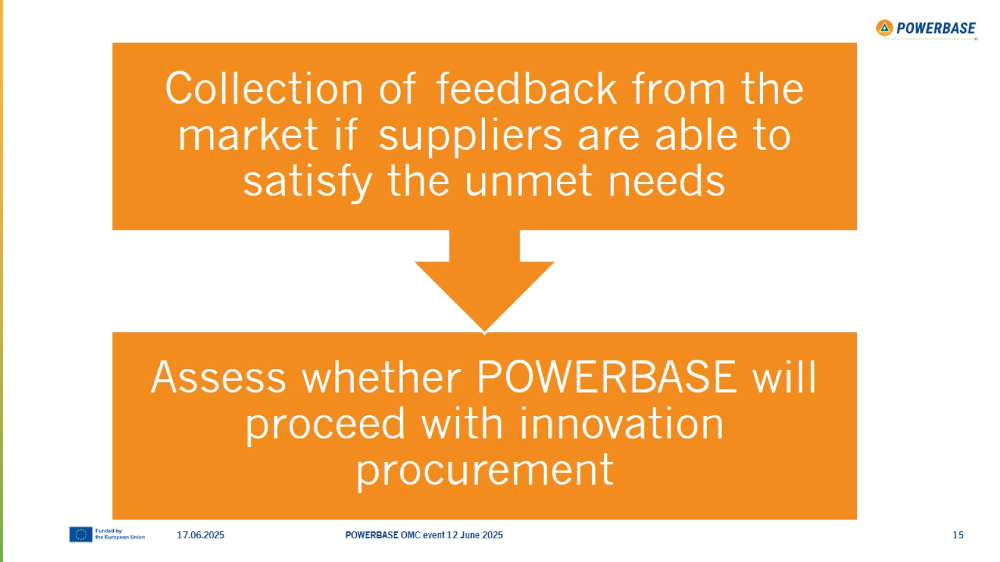 POWERBASE
Collection of feedback from the
market if suppliers are able to
satisfy the unmet needs
Assess whether POWERBASE will
proceed with innovation
procurement
Funded by
the European Union
17.06.2025
POWERBASE OMC event 12 June 2025
15